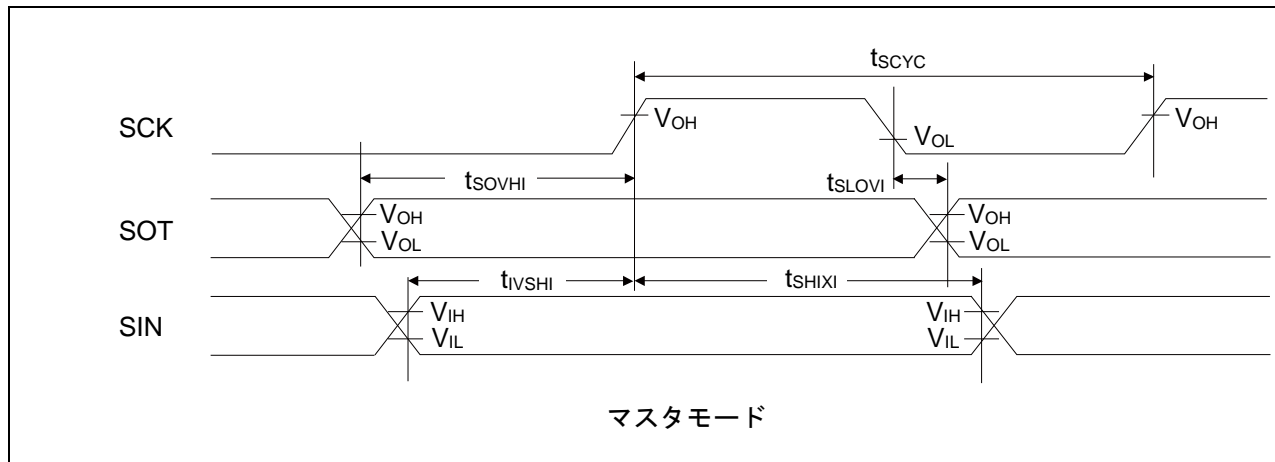 tSCYC
SCK
VOH
VOL
VOH
tSOVHI
tSLOVI
SOT
VOH
VOL
VOH
VOL
tIVSHI
tSHIXI
SIN
VIH
VIL
VIH
VIL
マスタモード